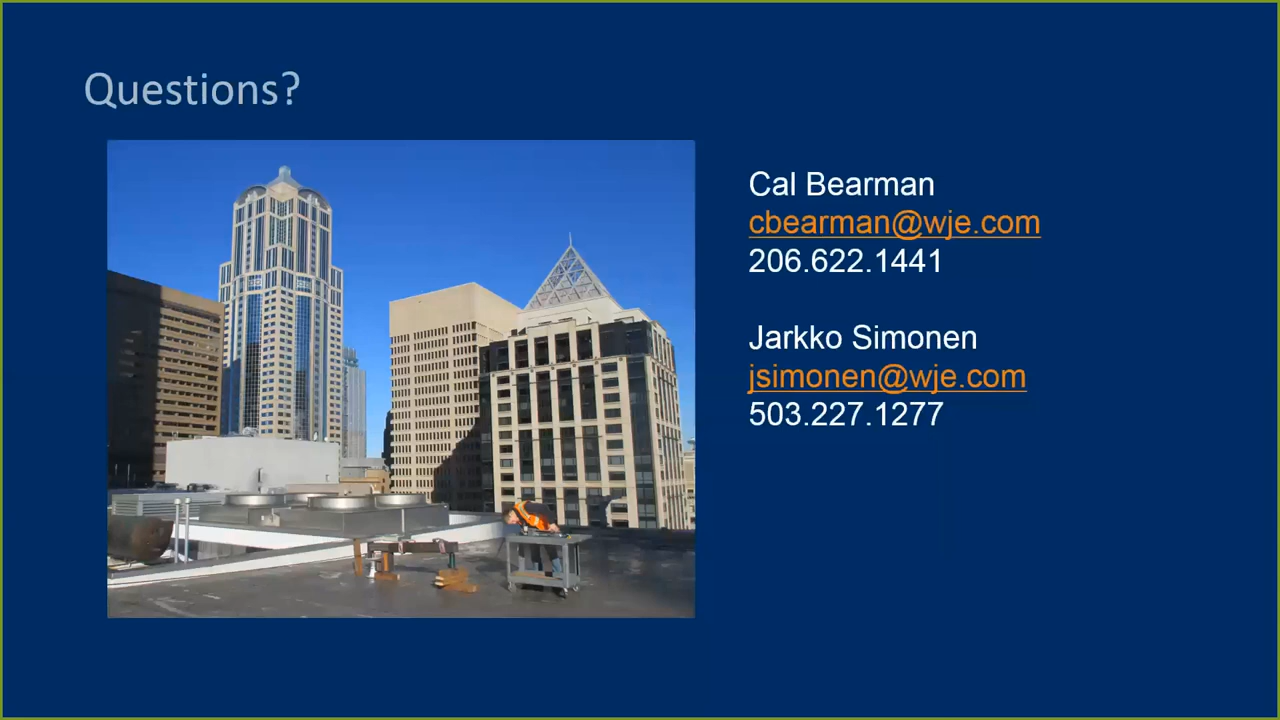 Questions?
Cal Bearman
cbearman@wje.com
206.622.1441
Jarkko Simonen
jsimonen@wje.com
503.227.1277